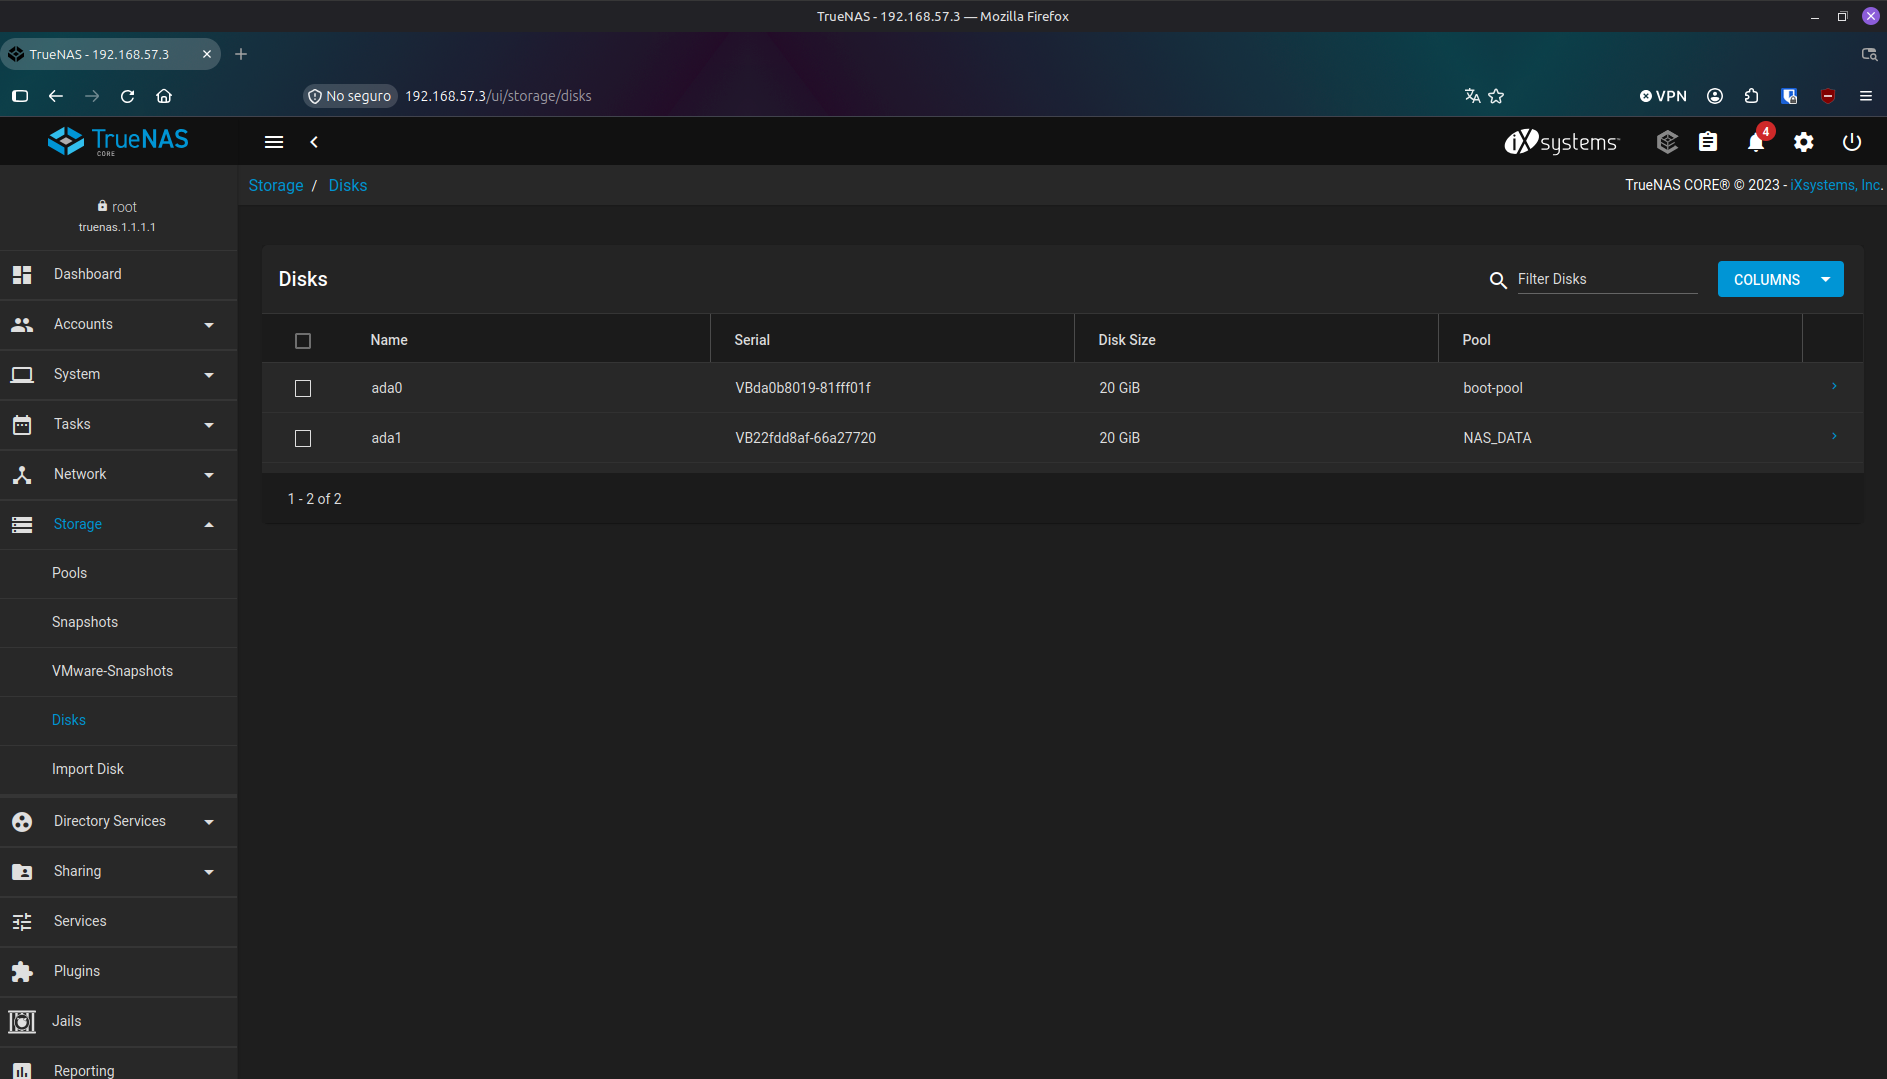 TrueNAS - 192.168.57.3 — Mozilla Firefox
TrueNAS - 192.168.57.3
No seguro 192.168.57.3/ui/storage/disks
VPN
TrueNAS
CORE
iXsystems
4
Storage / Disks
TrueNAS CORE® © 2023 - iXsystems, Inc.
root
truenas.1.1.1.1
Dashboard
Accounts
System
Tasks
Network
Storage
Pools
Snapshots
VMware-Snapshots
Disks
Import Disk
Directory Services
Sharing
Services
Plugins
Jails
Reporting
Disks
Filter Disks
COLUMNS
Name Serial Disk Size Pool
ada0 VBda0b8019-81fff01f 20 GiB boot-pool
ada1 VB22fdd8af-66a27720 20 GiB NAS_DATA
1 - 2 of 2